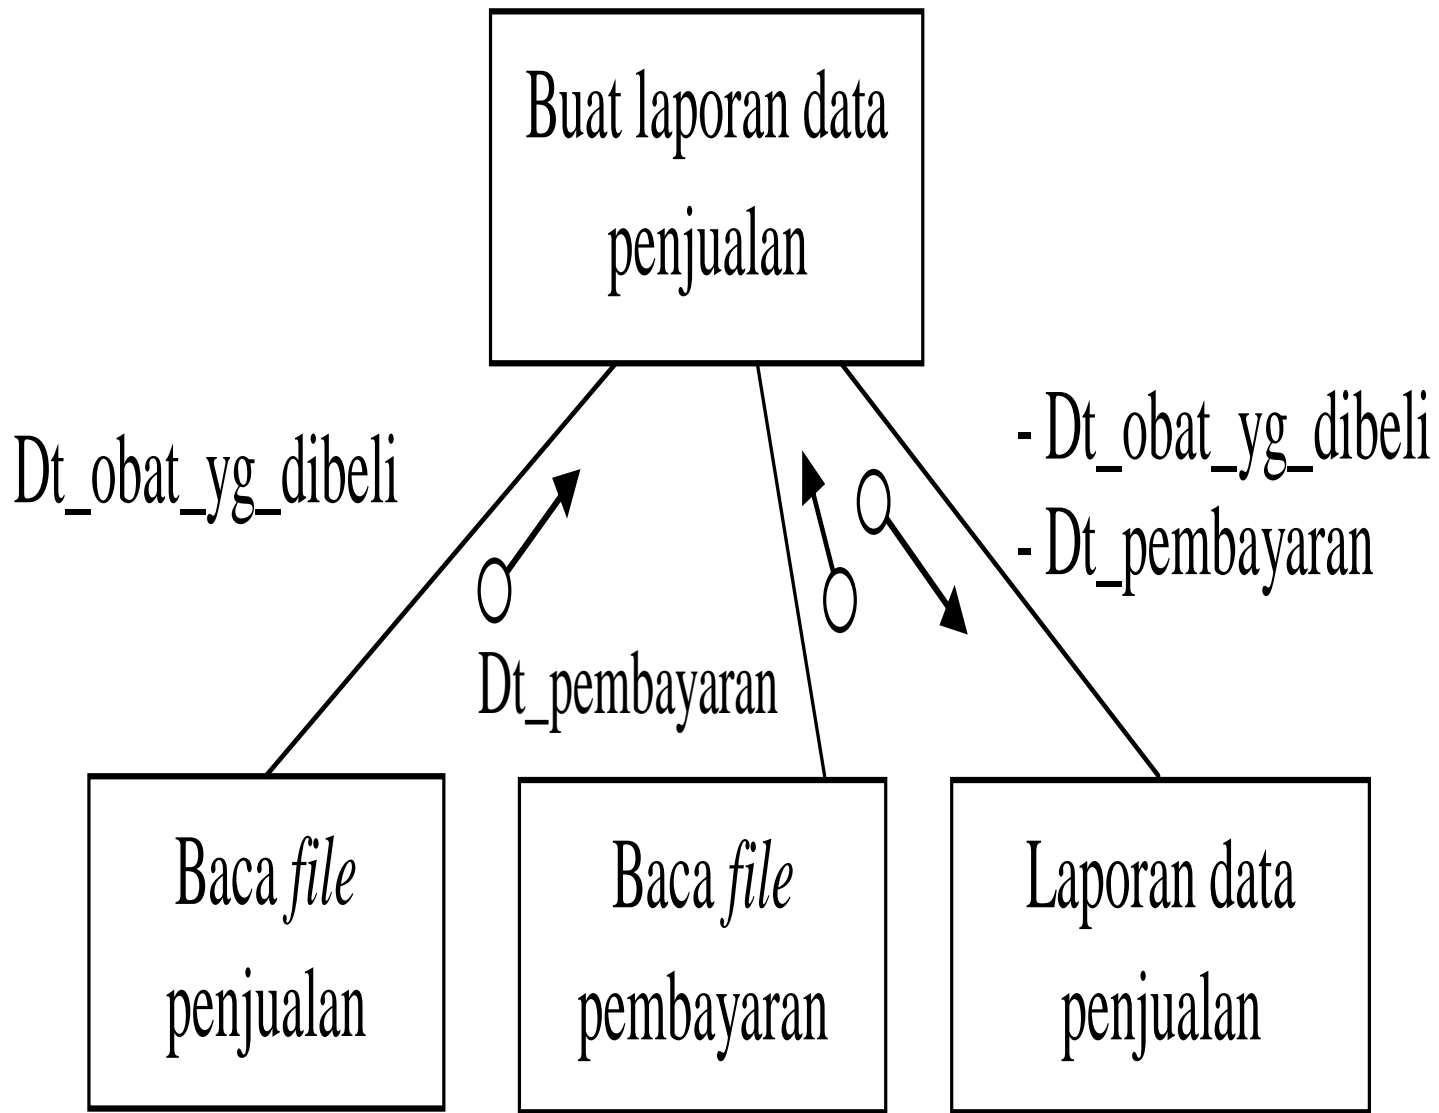 Buat laporan data
penjualan
Dt_obat_yg_dibeli
- Dt_obat_yg_dibeli
- Dt_pembayaran
Dt_pembayaran
Baca file
penjualan
Baca file
pembayaran
Laporan data
penjualan